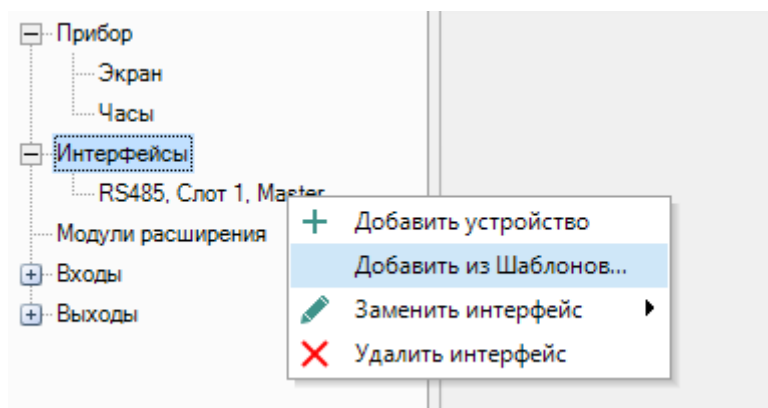 Прибор
Экран
Часы
Интерфейсы
RS485, Слот 1, Master
Модули расширения
Входы
Выходы
Добавить устройство
Добавить из Шаблонов...
Заменить интерфейс
Удалить интерфейс